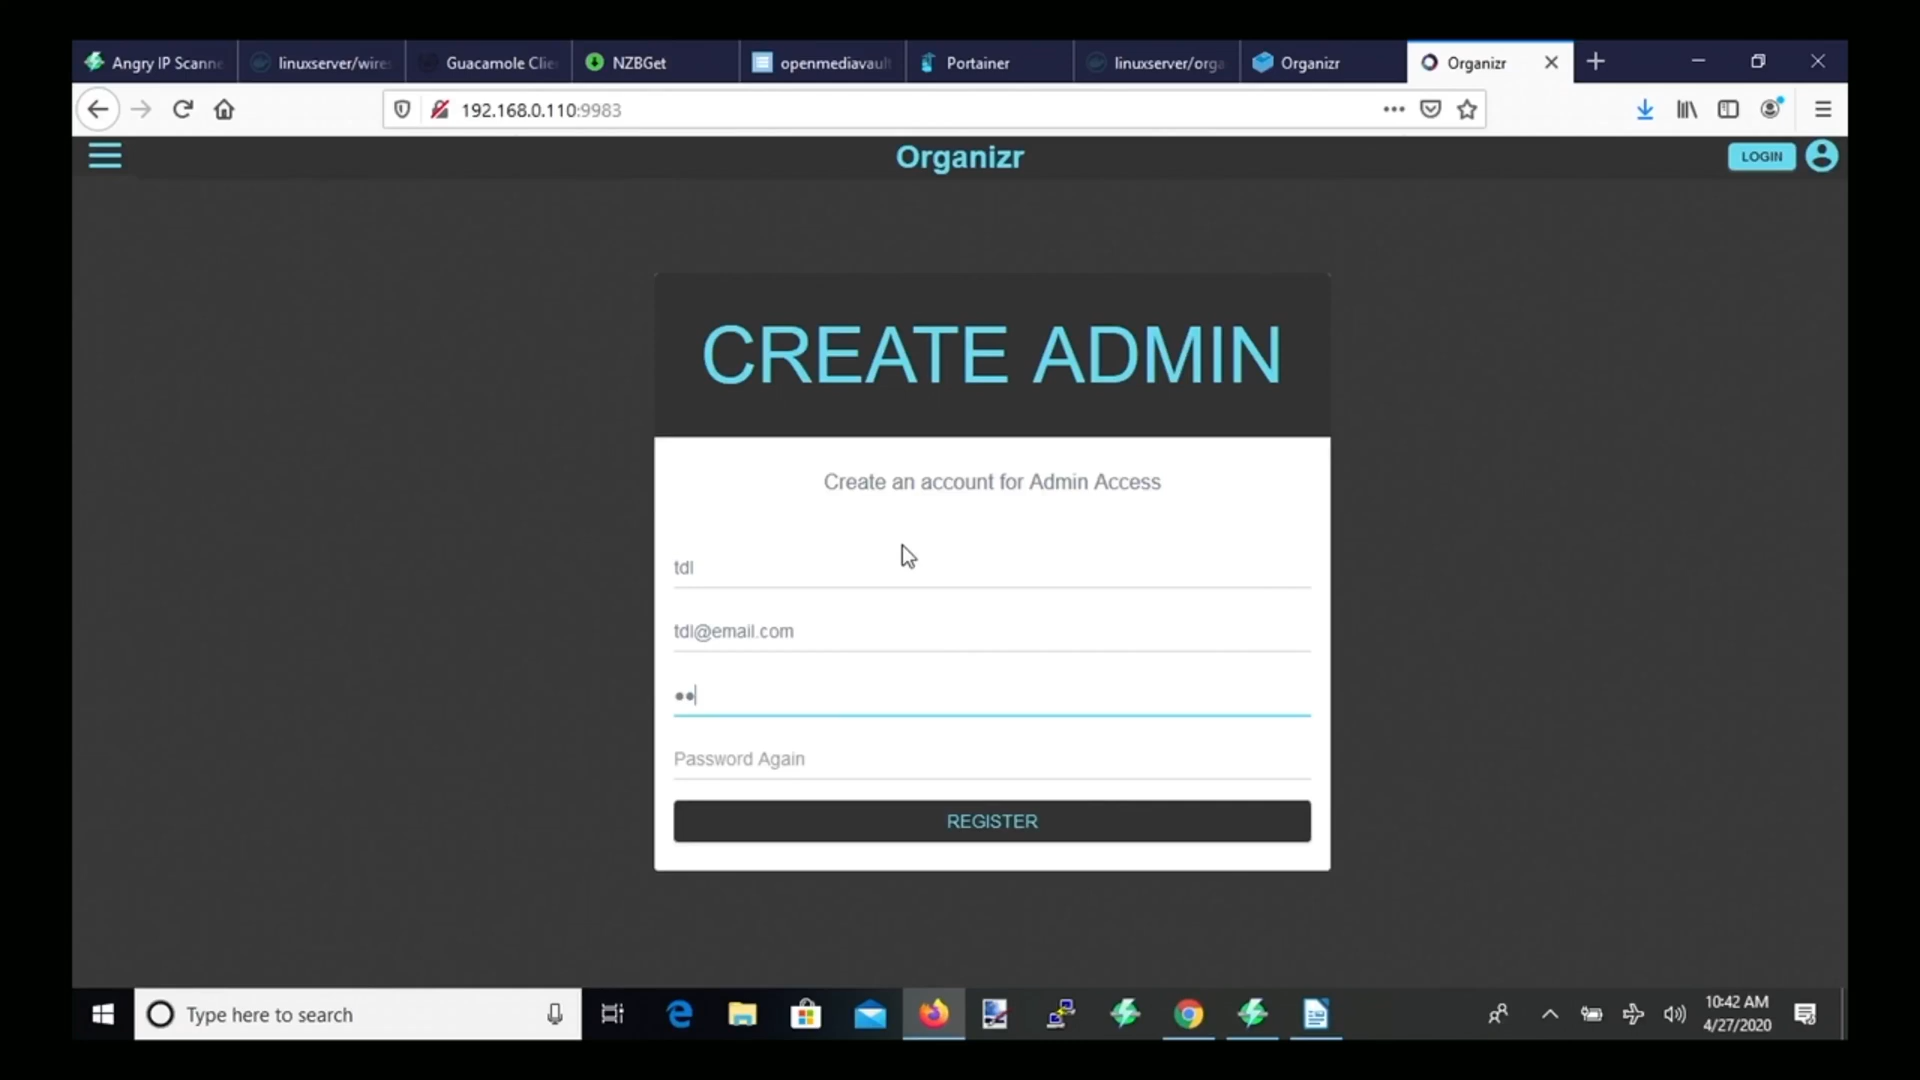 Angry IP Scanne
linuxserver/wire
Guacamole Clie
NZBGet
openmediavaul
Portainer
linuxserver/orga
Organizr
Organizr
192.168.0.110:9983
Organizr
LOGIN
CREATE ADMIN
Create an account for Admin Access
tdl
tdl@email.com
Password Again
REGISTER
Type here to search
10:42 AM
4/27/2020